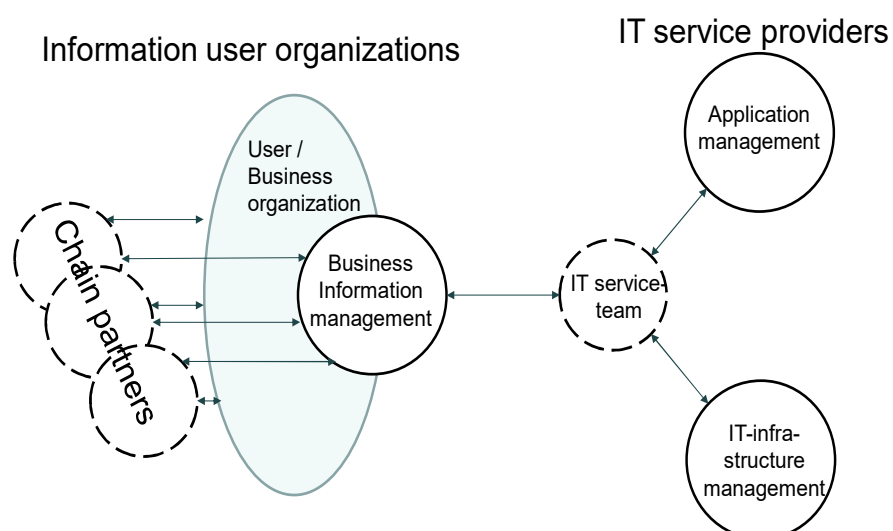 Information user organizations
IT service providers
User /
Business
organization
Chain partners
Business
Information
management
IT service-
team
Application
management
IT-infra-
structure
management